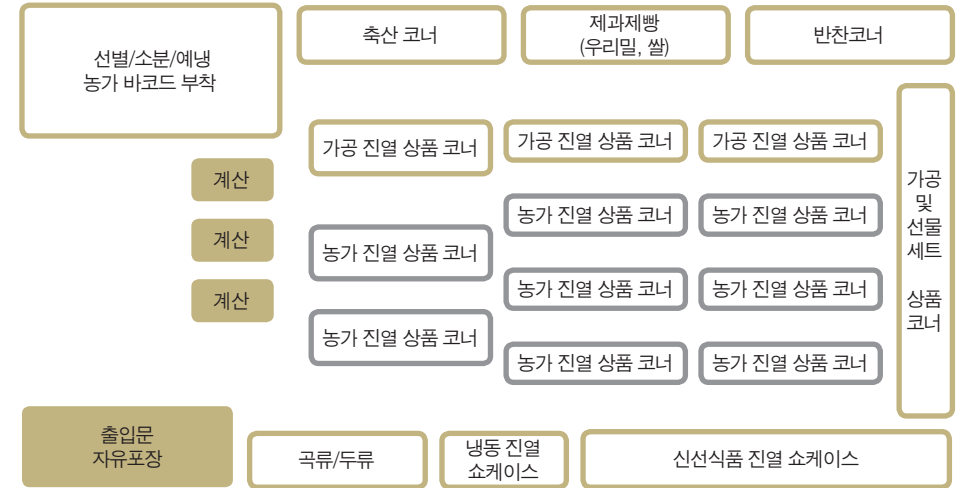 선별/소분/예냉
농가 바코드 부착
축산 코너
제과제빵
(우리밀, 쌀)
반찬코너
가공 진열 상품 코너
가공 진열 상품 코너
가공 진열 상품 코너
계산
계산
계산
농가 진열 상품 코너
농가 진열 상품 코너
농가 진열 상품 코너
농가 진열 상품 코너
농가 진열 상품 코너
농가 진열 상품 코너
농가 진열 상품 코너
농가 진열 상품 코너
가공
및
선물
세트
상품
코너
출입문
자유포장
곡류/두류
냉동 진열
쇼케이스
신선식품 진열 쇼케이스